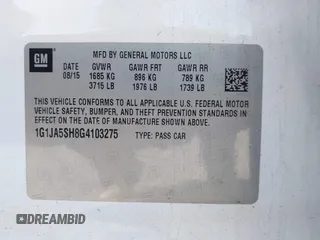 GM
MFD BY GENERAL MOTORS LLC
DATE GVWR GAWR FRT GAWR RR
08/15 1685 KG 896 KG 789 KG
3715 LB 1976 LB 1739 LB
THIS VEHICLE CONFORMS TO ALL APPLICABLE U.S. FEDERAL MOTOR
VEHICLE SAFETY, BUMPER, AND THEFT PREVENTION STANDARDS IN
EFFECT ON THE DATE OF MANUFACTURE SHOWN ABOVE.
1G1JA5SH8G4103275 TYPE: PASS CAR
DREAMBID